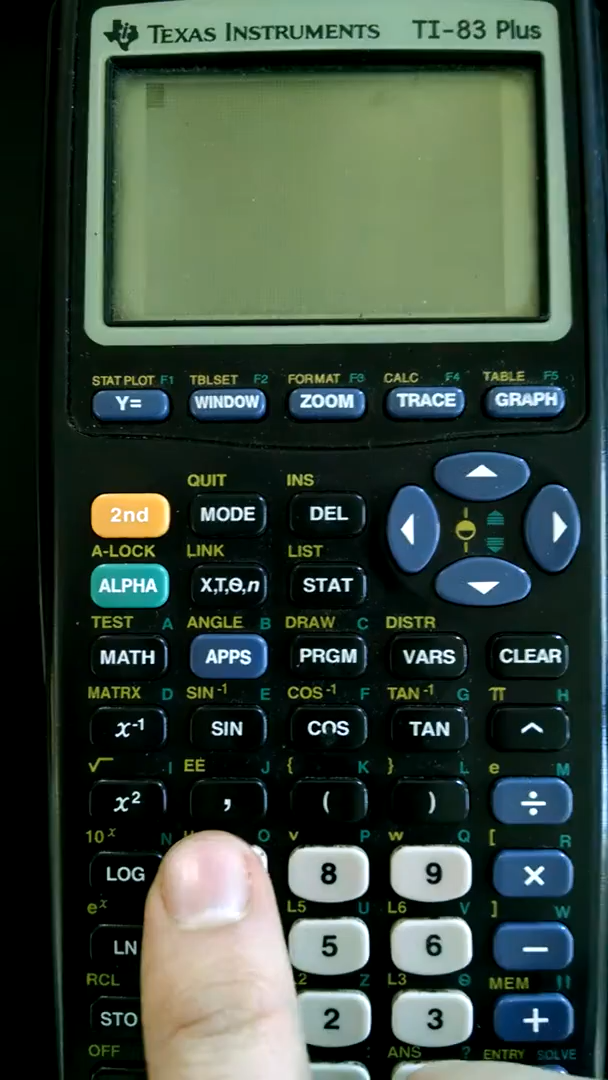 TEXAS INSTRUMENTS TI-83 Plus
STAT PLOT F1 TBLSET F2 FORMAT F3 CALC F4 TABLE F5
Y= WINDOW ZOOM TRACE GRAPH
QUIT INS
2nd MODE DEL
A-LOCK LINK LIST
ALPHA X,T,Θ,n STAT
TEST A ANGLE B DRAW C DISTR
MATH APPS PRGM VARS CLEAR
MATRX D SIN⁻¹ E COS⁻¹ F TAN⁻¹ G π H
x⁻¹ SIN COS TAN ^
√ I EE J { K } L e M
x² , ( ) ÷
10ˣ N O v P w Q [ R
LOG 8 9 ×
eˣ L5 U L6 V ] W
LN 5 6 −
RCL Z L3 θ MEM "
STO 2 3 +
OFF ANS ? ENTRY SOLVE